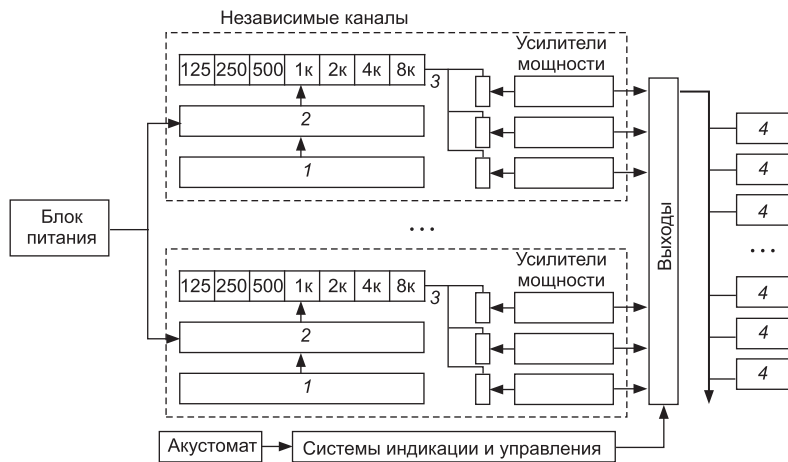 Независимые каналы
Усилители
мощности
125 250 500 1к 2к 4к 8к
3
2
1
4
4
4
Блок
питания
...
Выходы
...
Усилители
мощности
125 250 500 1к 2к 4к 8к
3
2
1
4
4
4
Акустомат
Системы индикации и управления